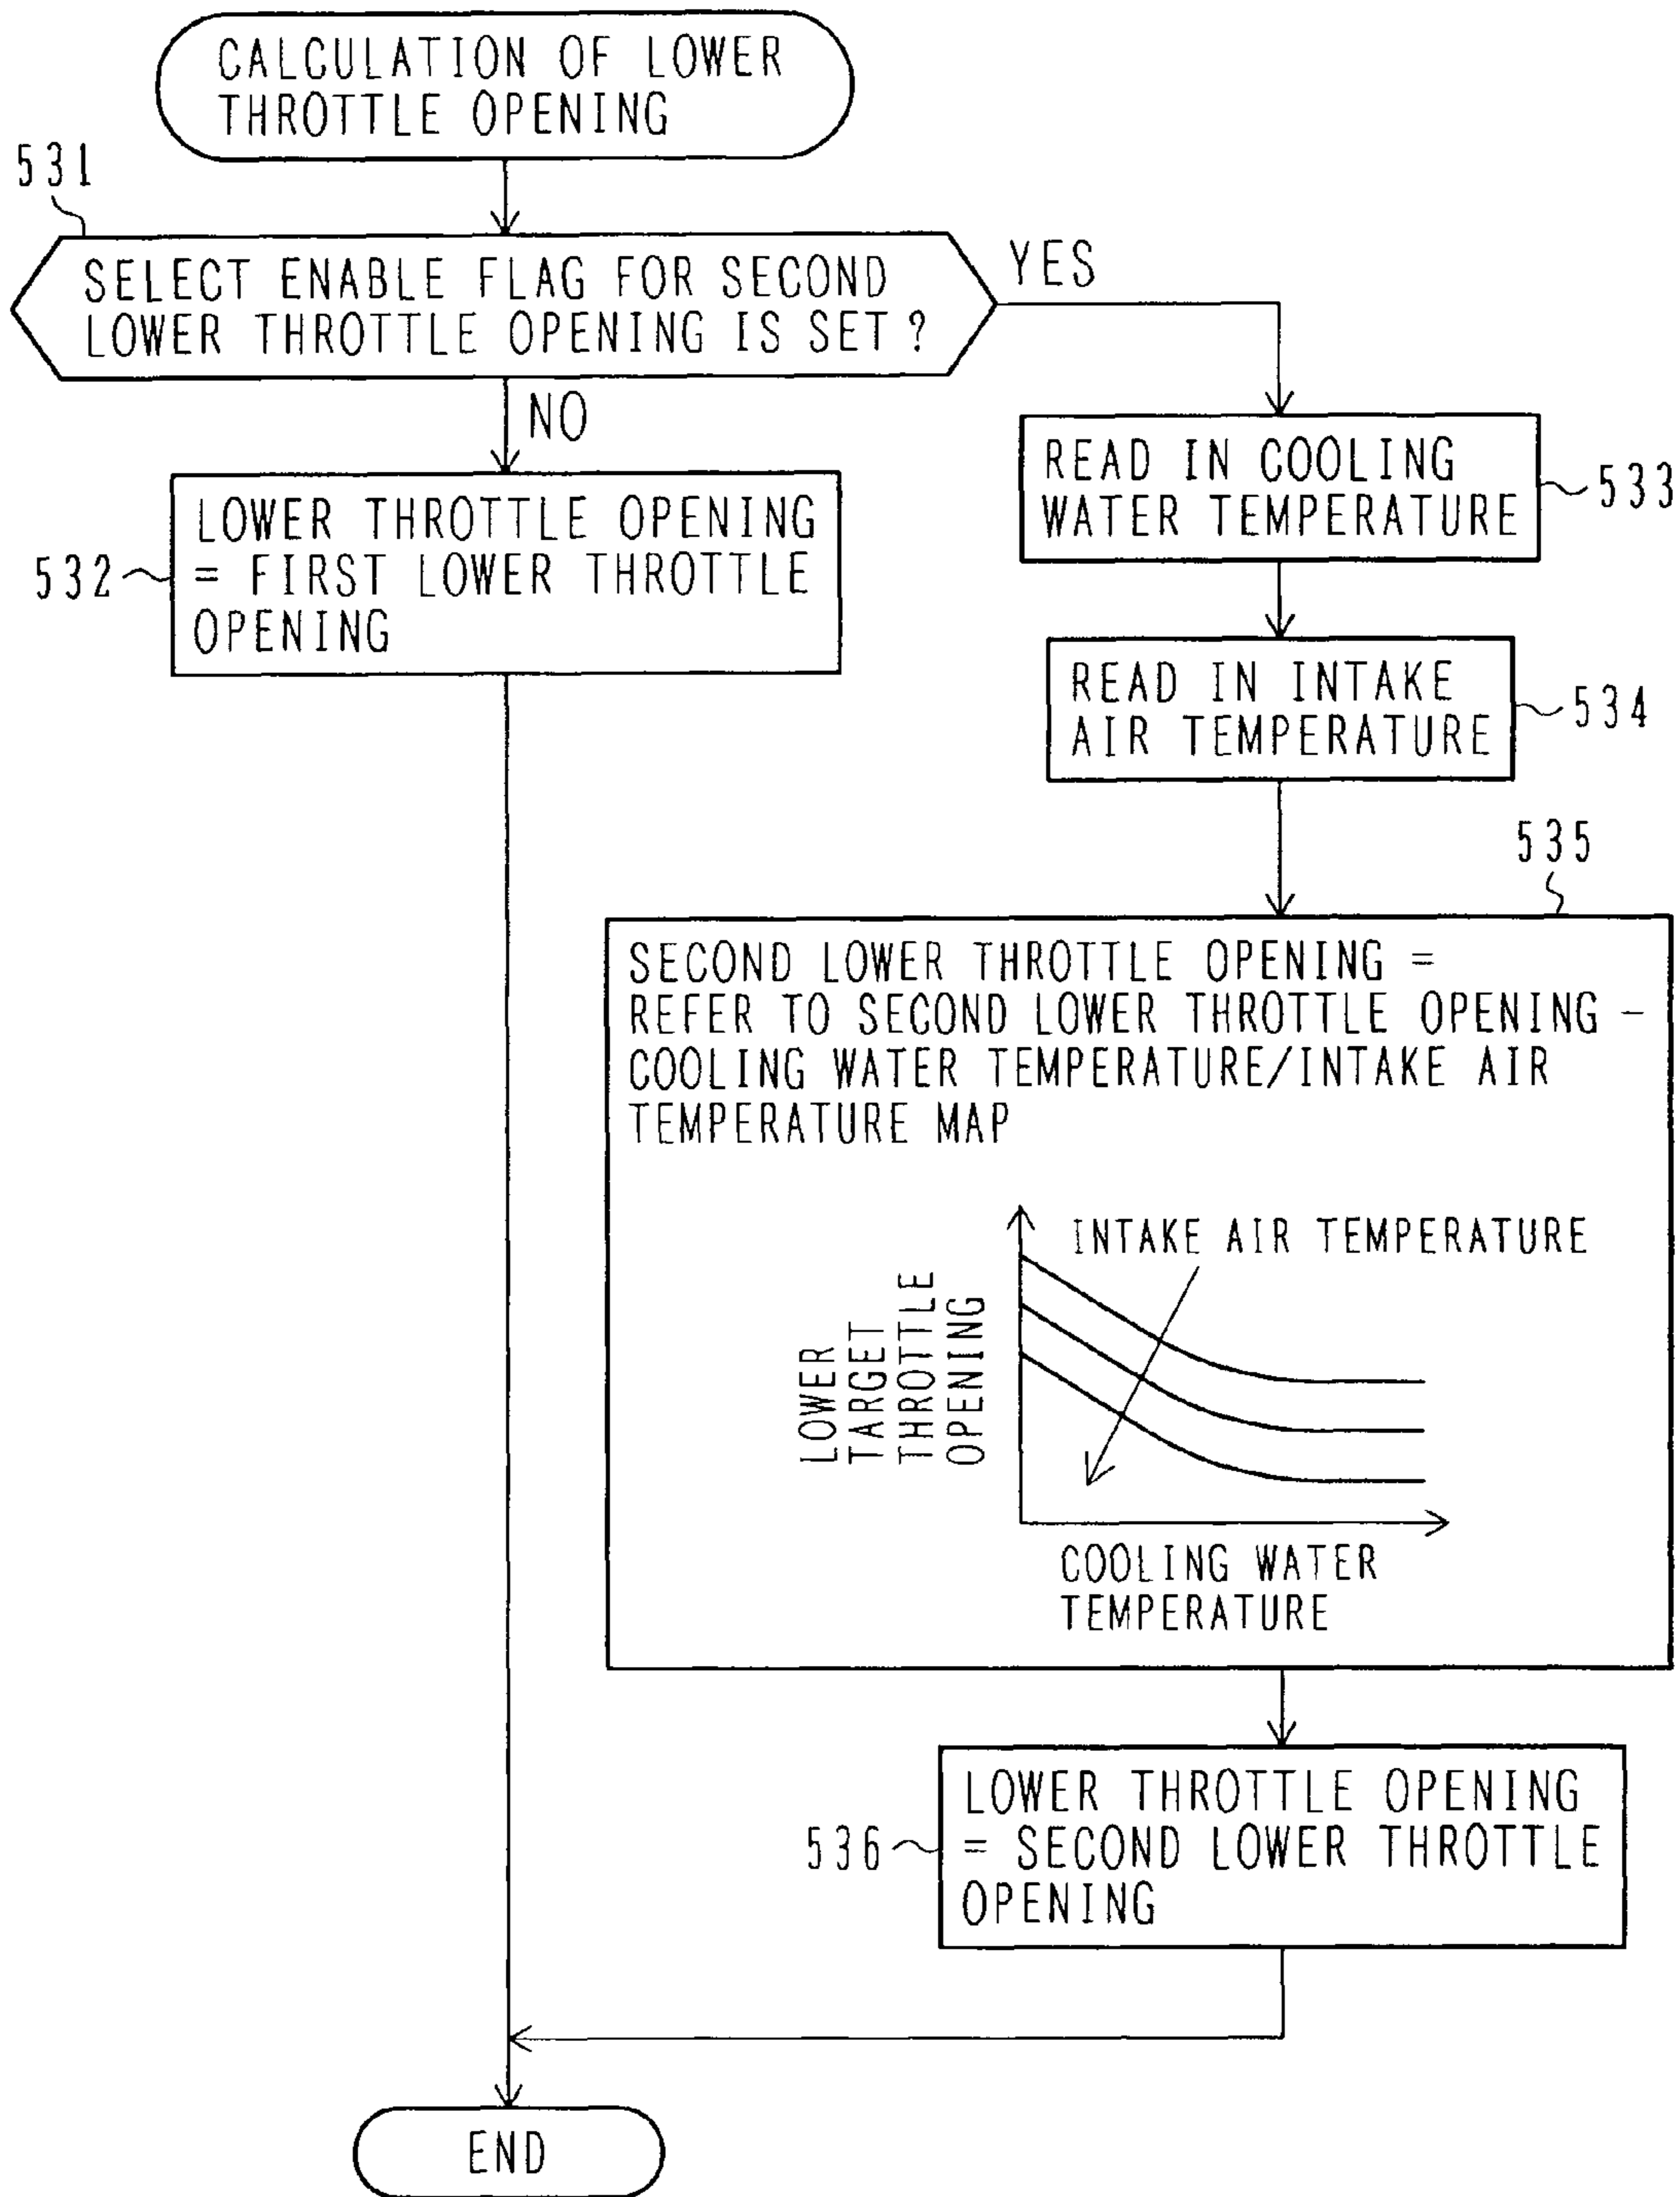 CALCULATION OF LOWER
THROTTLE OPENING
531
SELECT ENABLE FLAG FOR SECOND
LOWER THROTTLE OPENING IS SET?
YES
NO
LOWER THROTTLE OPENING
= FIRST LOWER THROTTLE
OPENING
532
READ IN COOLING
WATER TEMPERATURE
533
READ IN INTAKE
AIR TEMPERATURE
534
535
SECOND LOWER THROTTLE OPENING =
REFER TO SECOND LOWER THROTTLE OPENING -
COOLING WATER TEMPERATURE/INTAKE AIR
TEMPERATURE MAP
INTAKE AIR TEMPERATURE
LOWER
TARGET
THROTTLE
OPENING
COOLING WATER
TEMPERATURE
LOWER THROTTLE OPENING
= SECOND LOWER THROTTLE
OPENING
536
END